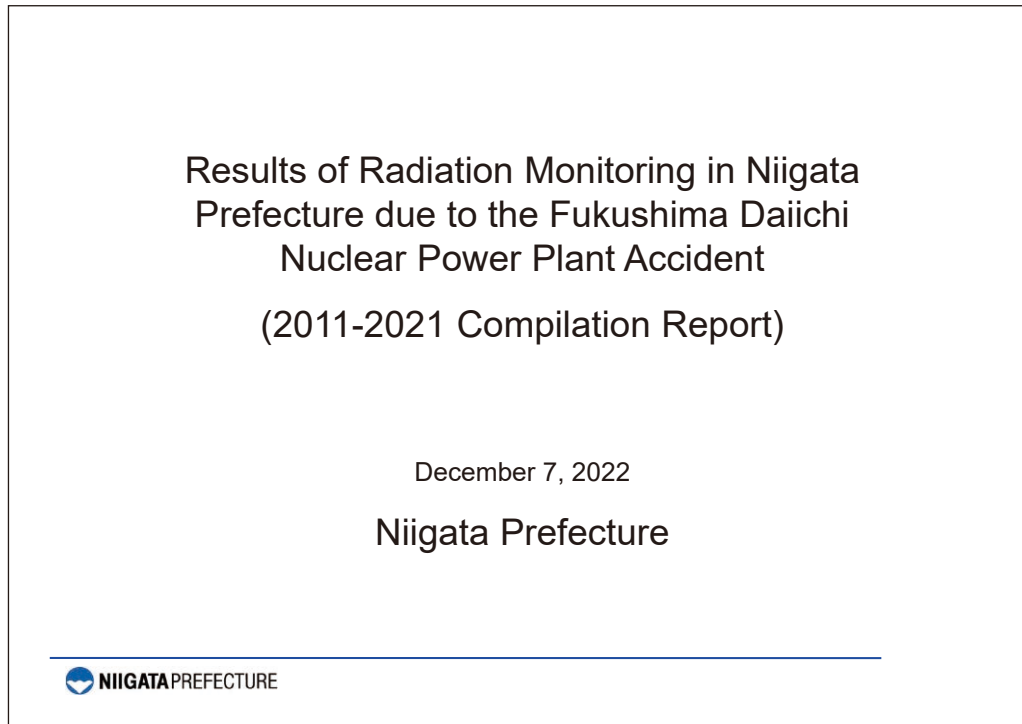 Results of Radiation Monitoring in Niigata
Prefecture due to the Fukushima Daiichi
Nuclear Power Plant Accident
(2011-2021 Compilation Report)
December 7, 2022
Niigata Prefecture
NIIGATA PREFECTURE